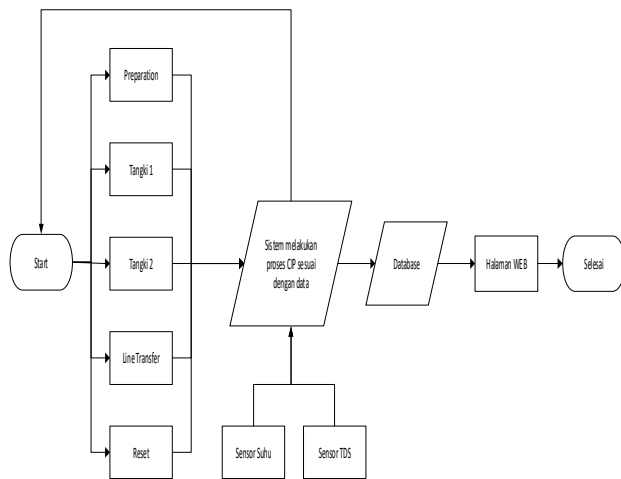 Preparation
Tangki 1
Start
Tangki 2
Line Transfer
Reset
Sistem melakukan
proses CIP sesuai
dengan data
Sensor Suhu
Sensor TDS
Database
Halaman WEB
Selesai